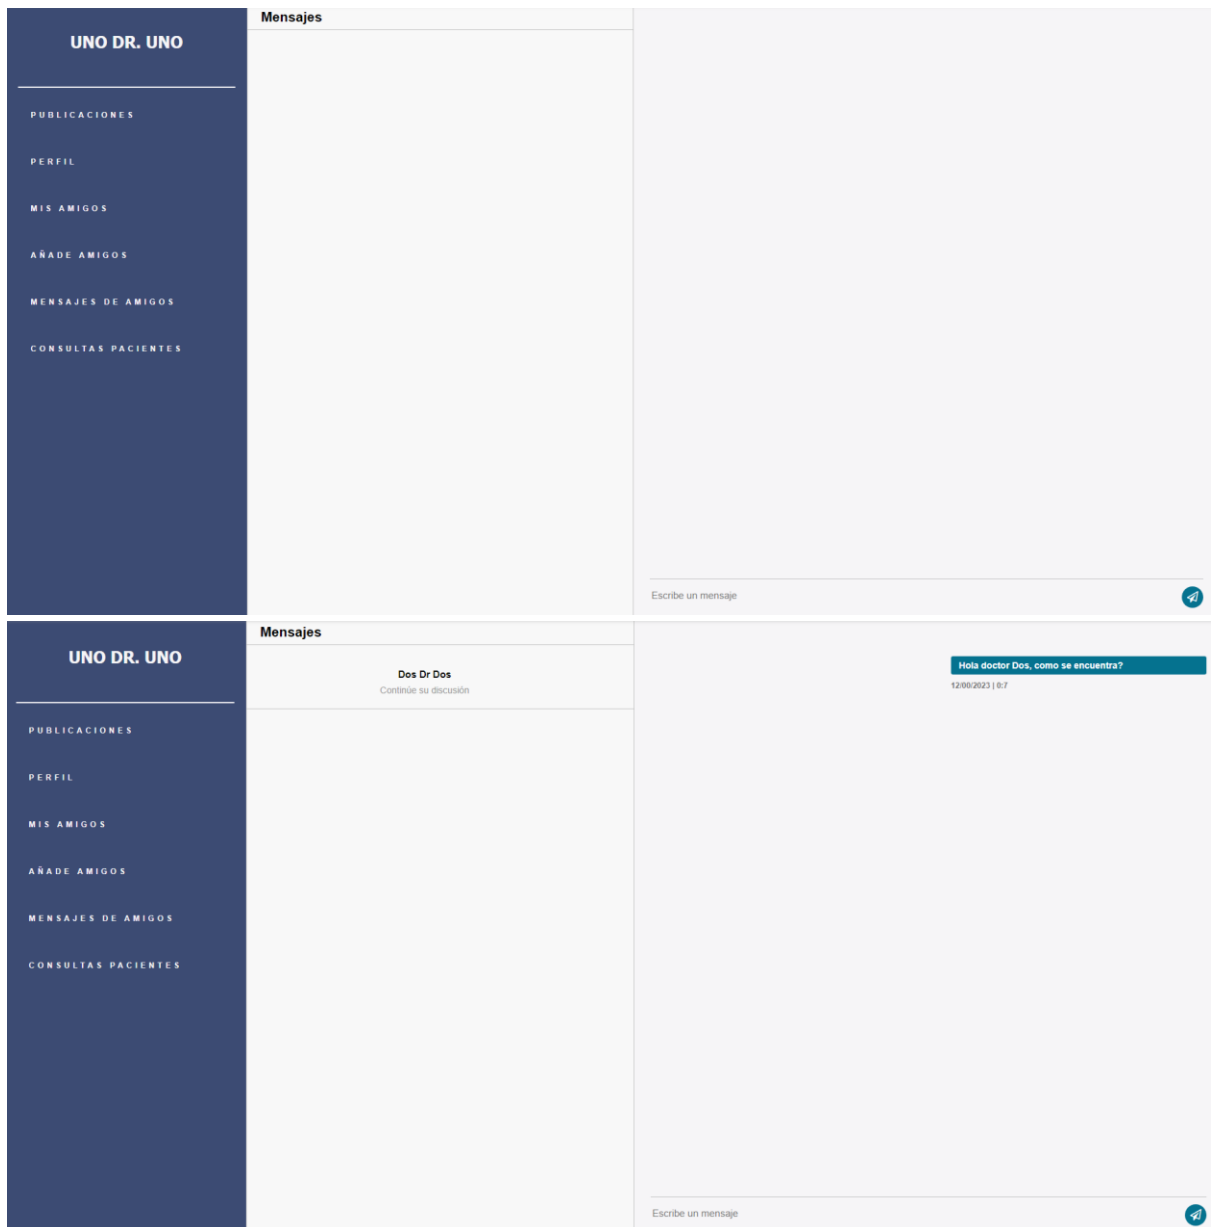 UNO DR. UNO
PUBLICACIONES
PERFIL
MIS AMIGOS
AÑADE AMIGOS
MENSAJES DE AMIGOS
CONSULTAS PACIENTES
Mensajes
Escribe un mensaje
UNO DR. UNO
PUBLICACIONES
PERFIL
MIS AMIGOS
AÑADE AMIGOS
MENSAJES DE AMIGOS
CONSULTAS PACIENTES
Mensajes
Dos Dr Dos
Continúe su discusión
Hola doctor Dos, como se encuentra?
12/00/2023 | 0:7
Escribe un mensaje